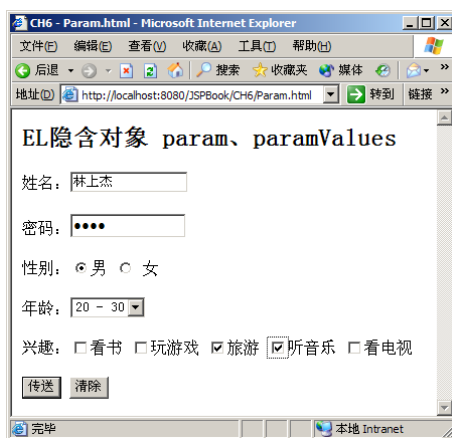 CH6 - Param.html - Microsoft Internet Explorer
文件(F) 编辑(E) 查看(V) 收藏(A) 工具(T) 帮助(H)
后退 搜索 收藏夹 媒体
地址(D) http://localhost:8080/JSPBook/CH6/Param.html 转到 链接 »
EL隐含对象 param、paramValues
姓名：林上杰
密码：●●●●
性别：男 女
年龄：20 - 30
兴趣：看书 玩游戏 旅游 听音乐 看电视
传送 清除
完毕 本地 Intranet